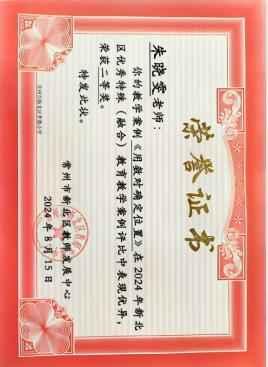 荣誉证书
朱晓雯老师：
你的教学案例《用数对确定位置》在2024年新北
区优秀特殊（融合）教育教学案例评比中表现优异，
荣获二等奖。
特发此状。
常州市新北区教师发展中心
2024年8月15日